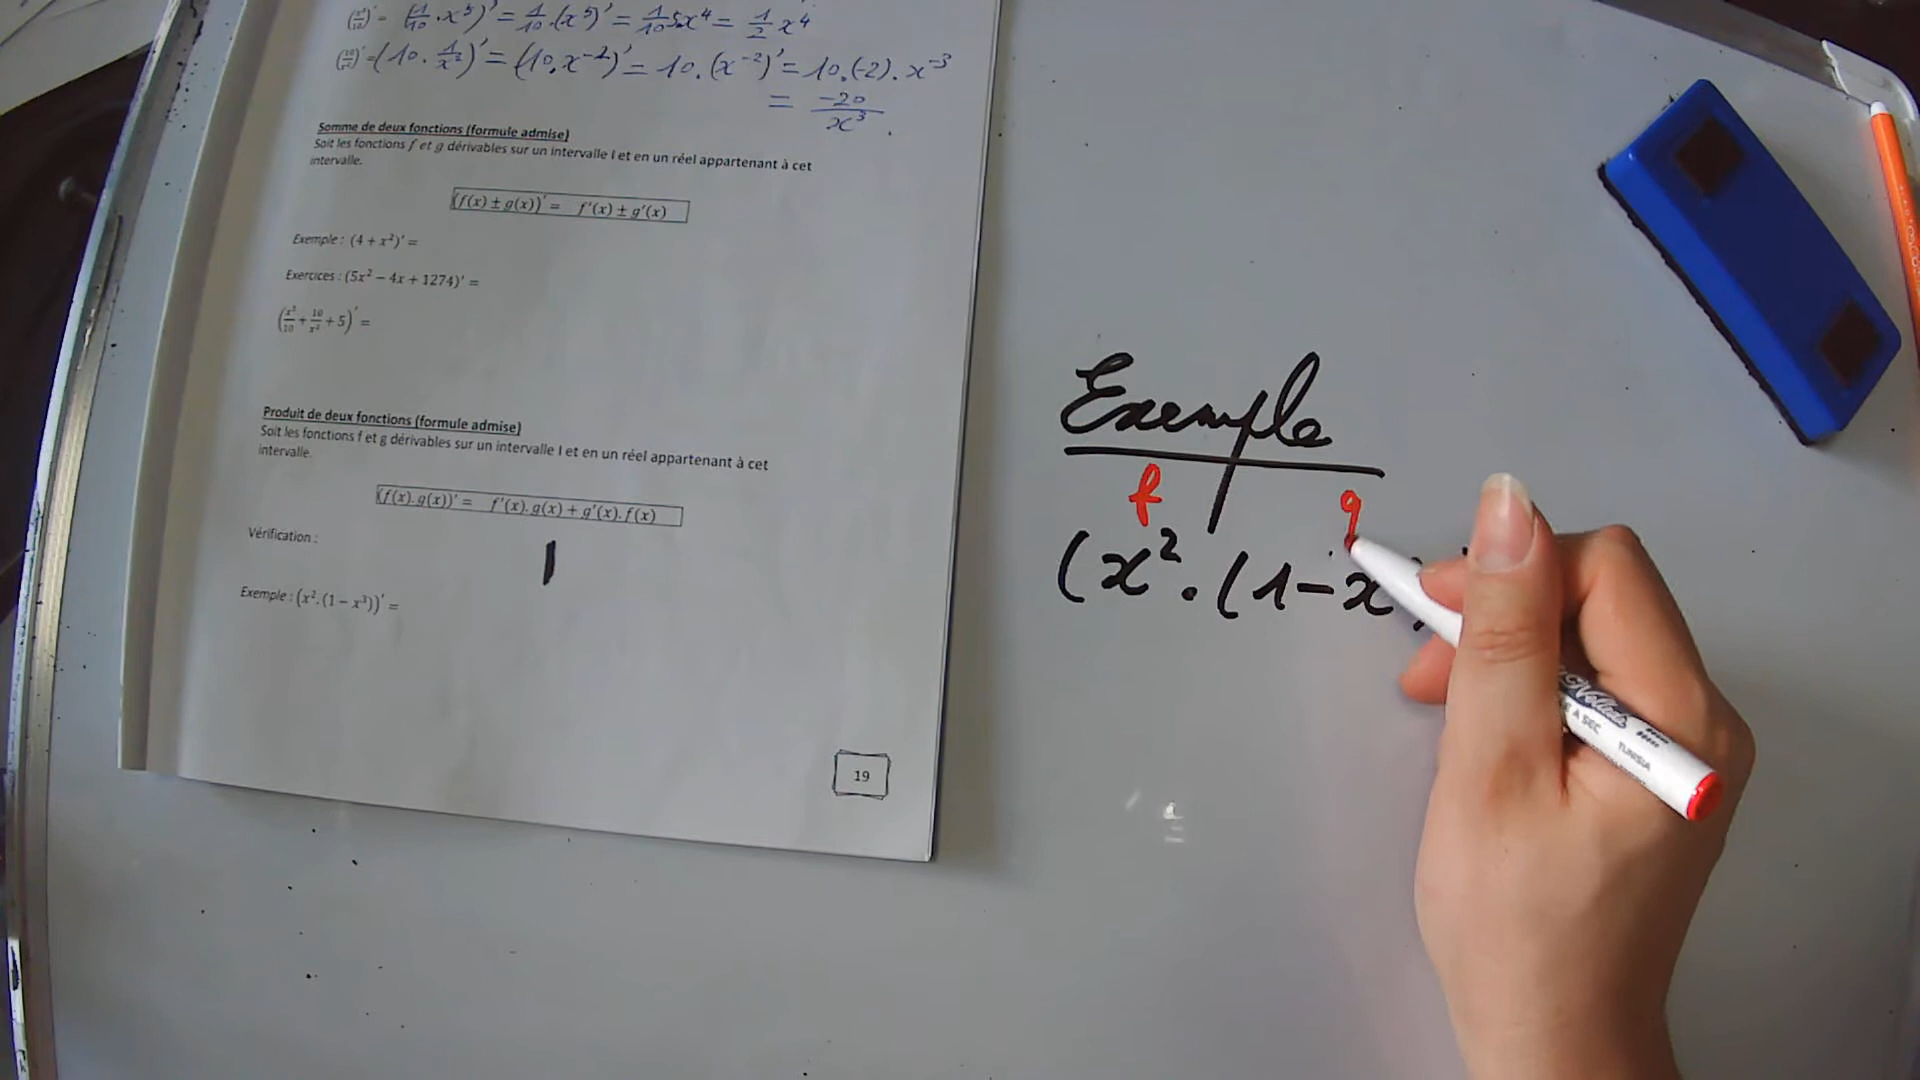 (x⁵/10)' = (1/10 . x⁵)' = 1/10 . (x⁵)' = 1/10 5x⁴ = 1/2 x⁴
(10/x²)' = (10 . 1/x²)' = (10 . x⁻²)' = 10 . (x⁻²)' = 10 . (-2) . x⁻³
= -20/x³ .
Somme de deux fonctions (formule admise)
Soit les fonctions f et g dérivables sur un intervalle I et en un réel appartenant à cet
intervalle.
(f(x) ± g(x))' = f'(x) ± g'(x)
Exemple : (4 + x²)' =
Exercices : (5x² − 4x + 1274)' =
(x⁵/10 + 10/x² + 5)' =
Produit de deux fonctions (formule admise)
Soit les fonctions f et g dérivables sur un intervalle I et en un réel appartenant à cet
intervalle.
(f(x). g(x))' = f'(x). g(x) + g'(x). f(x)
Vérification :
Exemple : (x². (1 − x³))' =
19
Exemple
f g
(x² . (1 − x
A SEC
TUNISIA